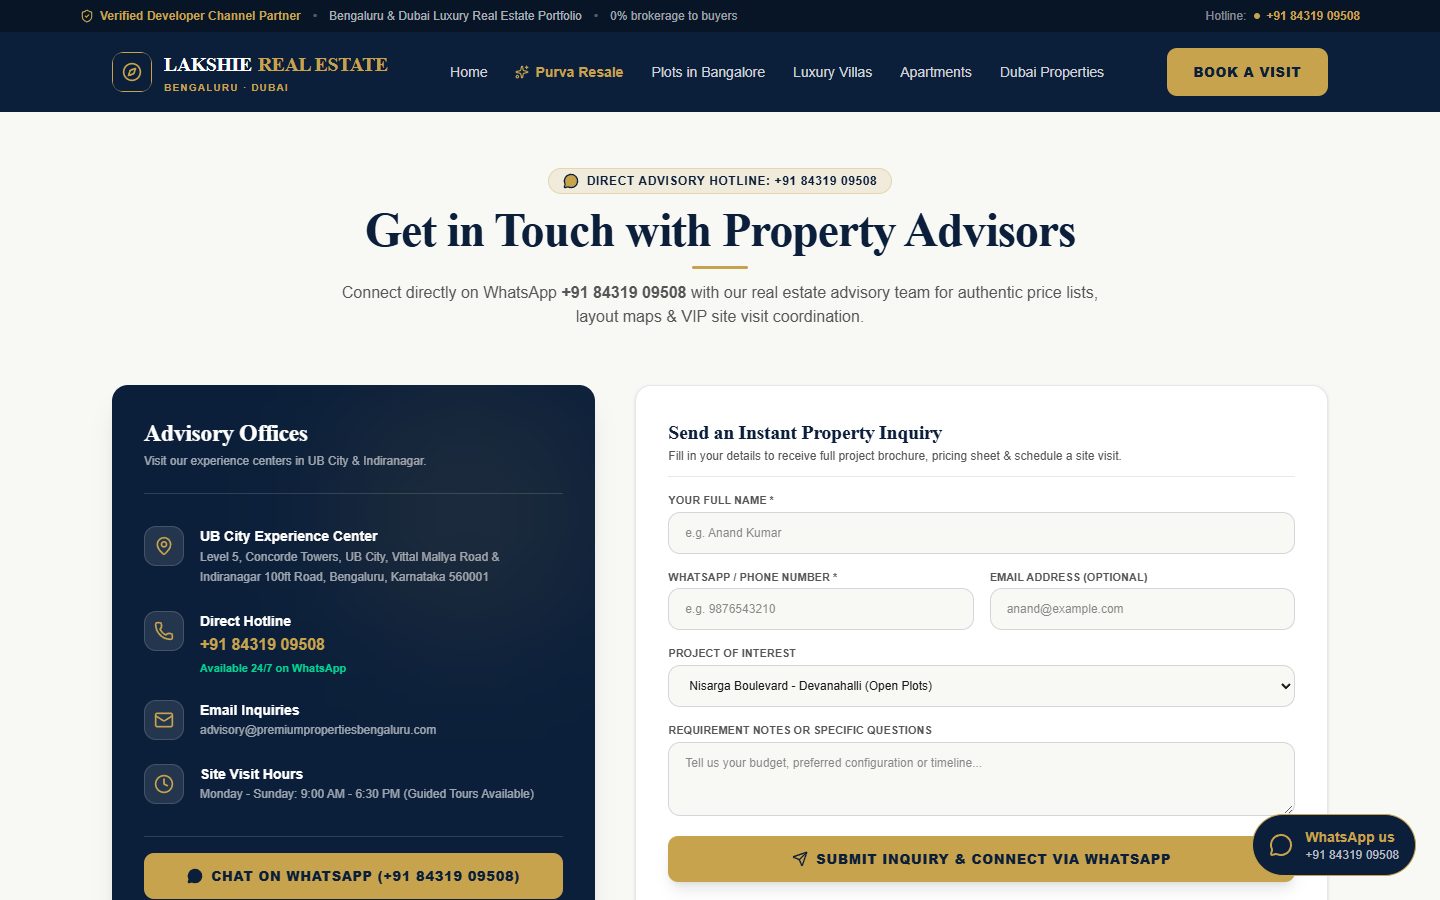 Verified Developer Channel Partner • Bengaluru & Dubai Luxury Real Estate Portfolio • 0% brokerage to buyers
Hotline: +91 84319 09508
LAKSHIE REAL ESTATE
BENGALURU · DUBAI
Home
Purva Resale
Plots in Bangalore
Luxury Villas
Apartments
Dubai Properties
BOOK A VISIT
DIRECT ADVISORY HOTLINE: +91 84319 09508
Get in Touch with Property Advisors
Connect directly on WhatsApp +91 84319 09508 with our real estate advisory team for authentic price lists,
layout maps & VIP site visit coordination.
Advisory Offices
Visit our experience centers in UB City & Indiranagar.
UB City Experience Center
Level 5, Concorde Towers, UB City, Vittal Mallya Road &
Indiranagar 100ft Road, Bengaluru, Karnataka 560001
Direct Hotline
+91 84319 09508
Available 24/7 on WhatsApp
Email Inquiries
advisory@premiumpropertiesbengaluru.com
Site Visit Hours
Monday - Sunday: 9:00 AM - 6:30 PM (Guided Tours Available)
CHAT ON WHATSAPP (+91 84319 09508)
Send an Instant Property Inquiry
Fill in your details to receive full project brochure, pricing sheet & schedule a site visit.
YOUR FULL NAME *
e.g. Anand Kumar
WHATSAPP / PHONE NUMBER *
e.g. 9876543210
EMAIL ADDRESS (OPTIONAL)
anand@example.com
PROJECT OF INTEREST
Nisarga Boulevard - Devanahalli (Open Plots)
REQUIREMENT NOTES OR SPECIFIC QUESTIONS
Tell us your budget, preferred configuration or timeline...
SUBMIT INQUIRY & CONNECT VIA WHATSAPP
WhatsApp us
+91 84319 09508